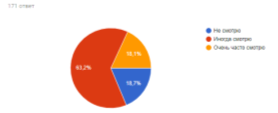 171 ответ
Не смотрю
Иногда смотрю
Очень часто смотрю
18,1%
63,2%
18,7%